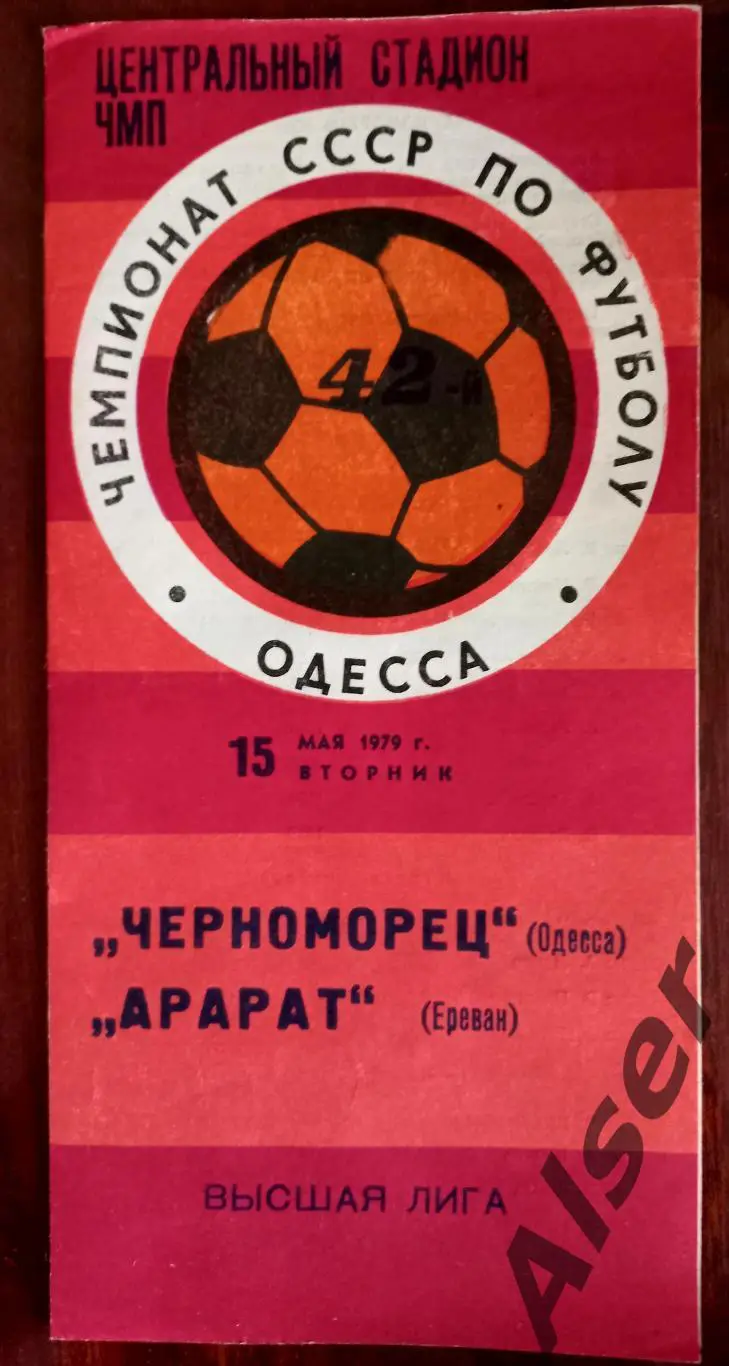 ЦЕНТРАЛЬНЫЙ СТАДИОН
ЧМП
ЧЕМПИОНАТ СССР ПО ФУТБОЛУ
42-й
• ОДЕССА •
15 МАЯ 1979 г.
ВТОРНИК
„ЧЕРНОМОРЕЦ“ (Одесса)
„АРАРАТ“ (Ереван)
ВЫСШАЯ ЛИГА
Alser